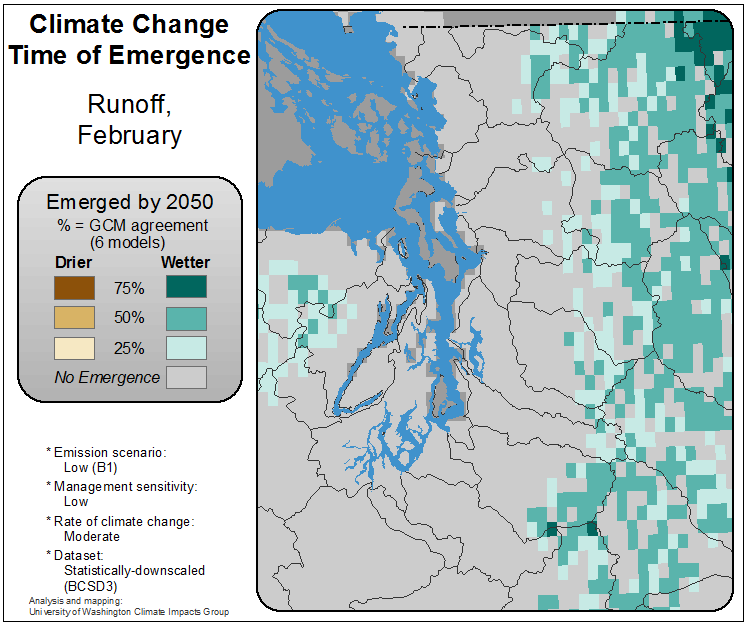 Climate Change
Time of Emergence
Runoff,
February
Emerged by 2050
% = GCM agreement
(6 models)
Drier Wetter
75%
50%
25%
No Emergence
* Emission scenario:
Low (B1)
* Management sensitivity:
Low
* Rate of climate change:
Moderate
* Dataset:
Statistically-downscaled
(BCSD3)
Analysis and mapping:
University of Washington Climate Impacts Group